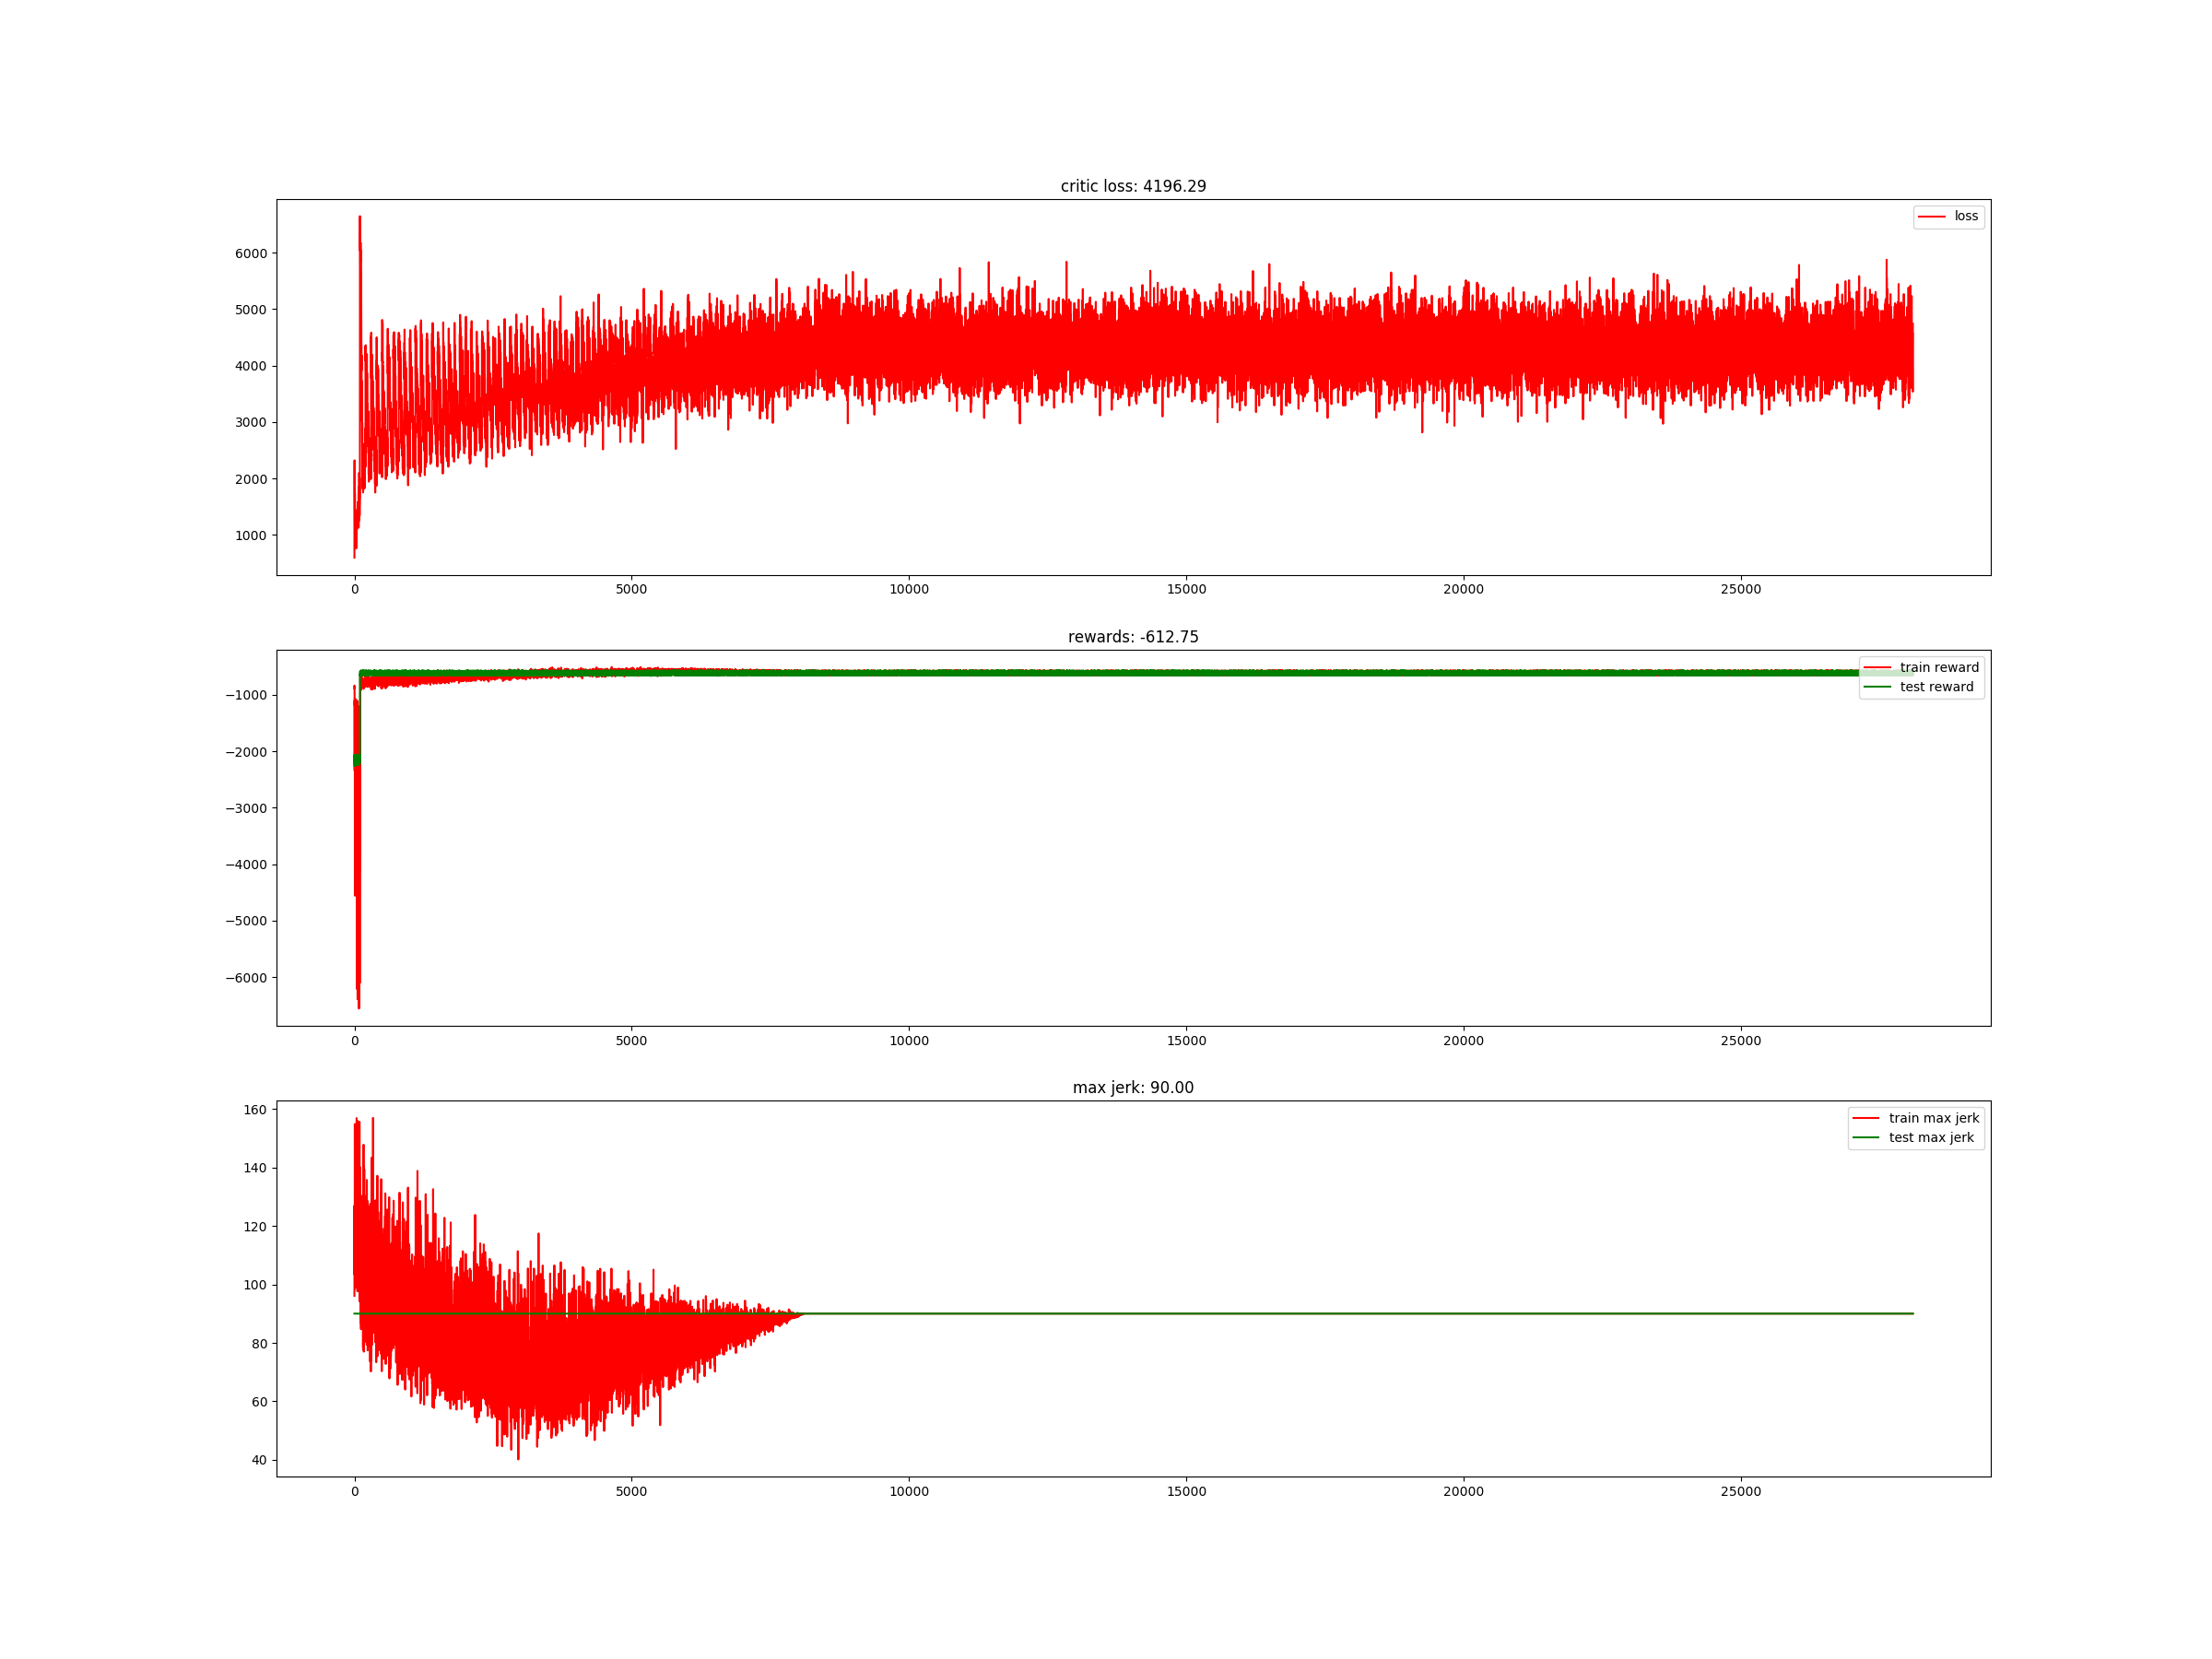 critic loss: 4196.29
loss
6000
5000
4000
3000
2000
1000
0 5000 10000 15000 20000 25000
rewards: -612.75
train reward
test reward
−1000
−2000
−3000
−4000
−5000
−6000
0 5000 10000 15000 20000 25000
max jerk: 90.00
train max jerk
test max jerk
160
140
120
100
80
60
40
0 5000 10000 15000 20000 25000